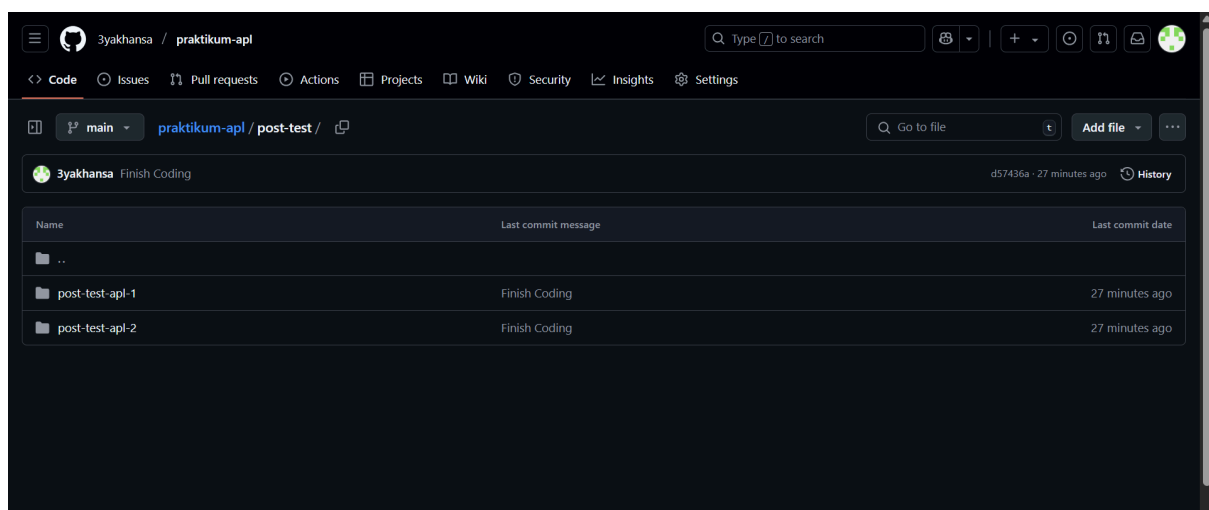 3yakhansa / praktikum-apl
Type / to search
<> Code Issues Pull requests Actions Projects Wiki Security Insights Settings
main praktikum-apl / post-test / Go to file t Add file ...
3yakhansa Finish Coding d57436a · 27 minutes ago History
Name Last commit message Last commit date
..
post-test-apl-1 Finish Coding 27 minutes ago
post-test-apl-2 Finish Coding 27 minutes ago